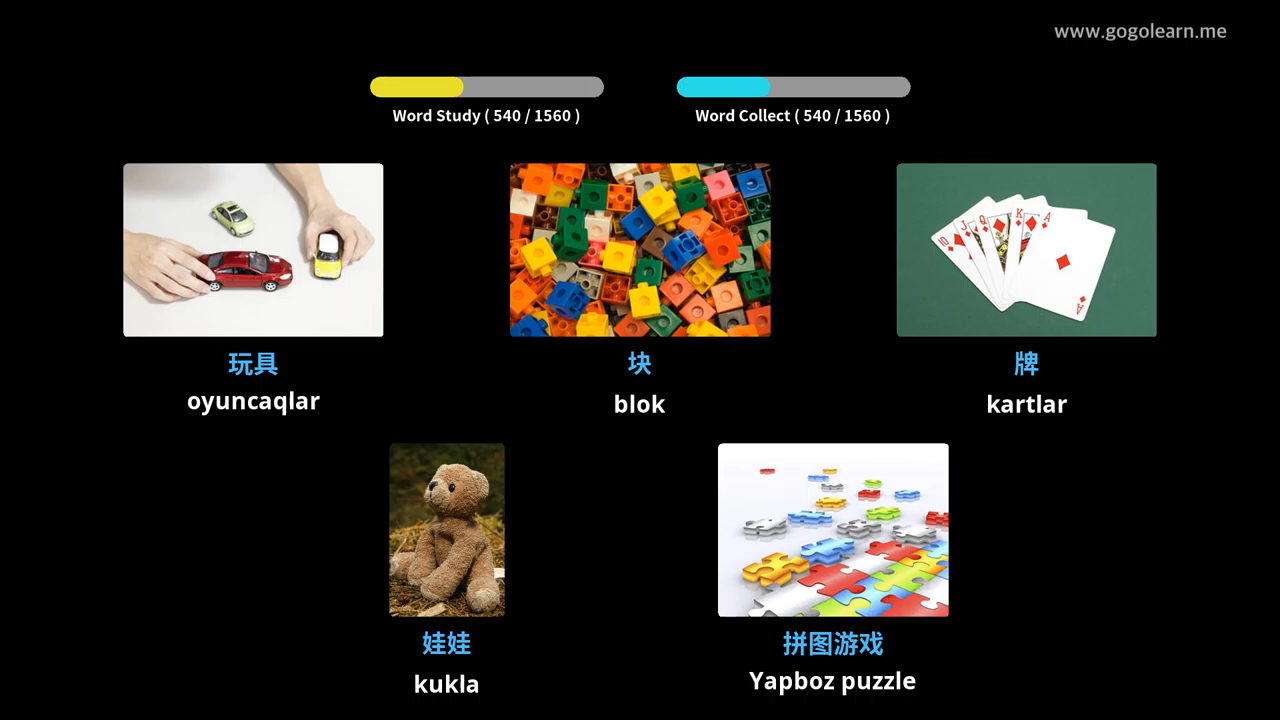 www.gogolearn.me
Word Study ( 540 / 1560 )
Word Collect ( 540 / 1560 )
玩具
oyuncaqlar
块
blok
10 J Q K A
A
牌
kartlar
娃娃
kukla
拼图游戏
Yapboz puzzle